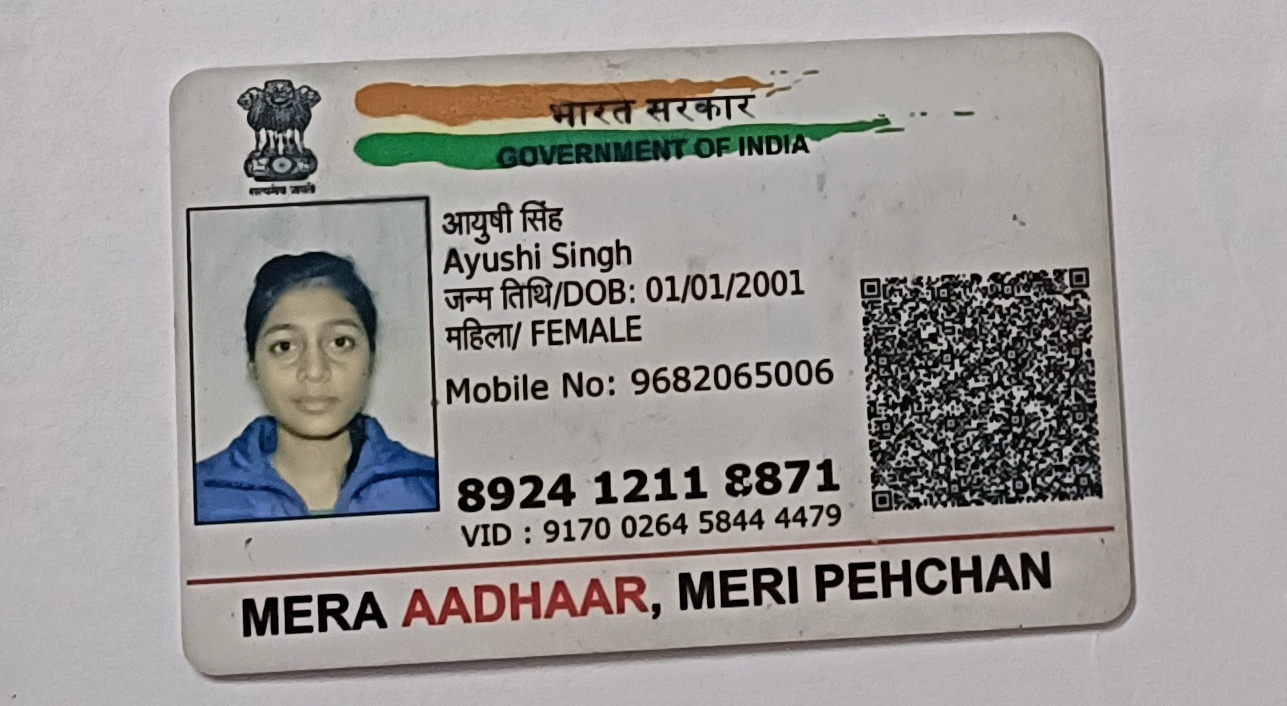 भारत सरकार
GOVERNMENT OF INDIA
सत्यमेव जयते
आयुषी सिंह
Ayushi Singh
जन्म तिथि/DOB: 01/01/2001
महिला/ FEMALE
Mobile No: 9682065006
8924 1211 8871
VID : 9170 0264 5844 4479
MERA AADHAAR, MERI PEHCHAN